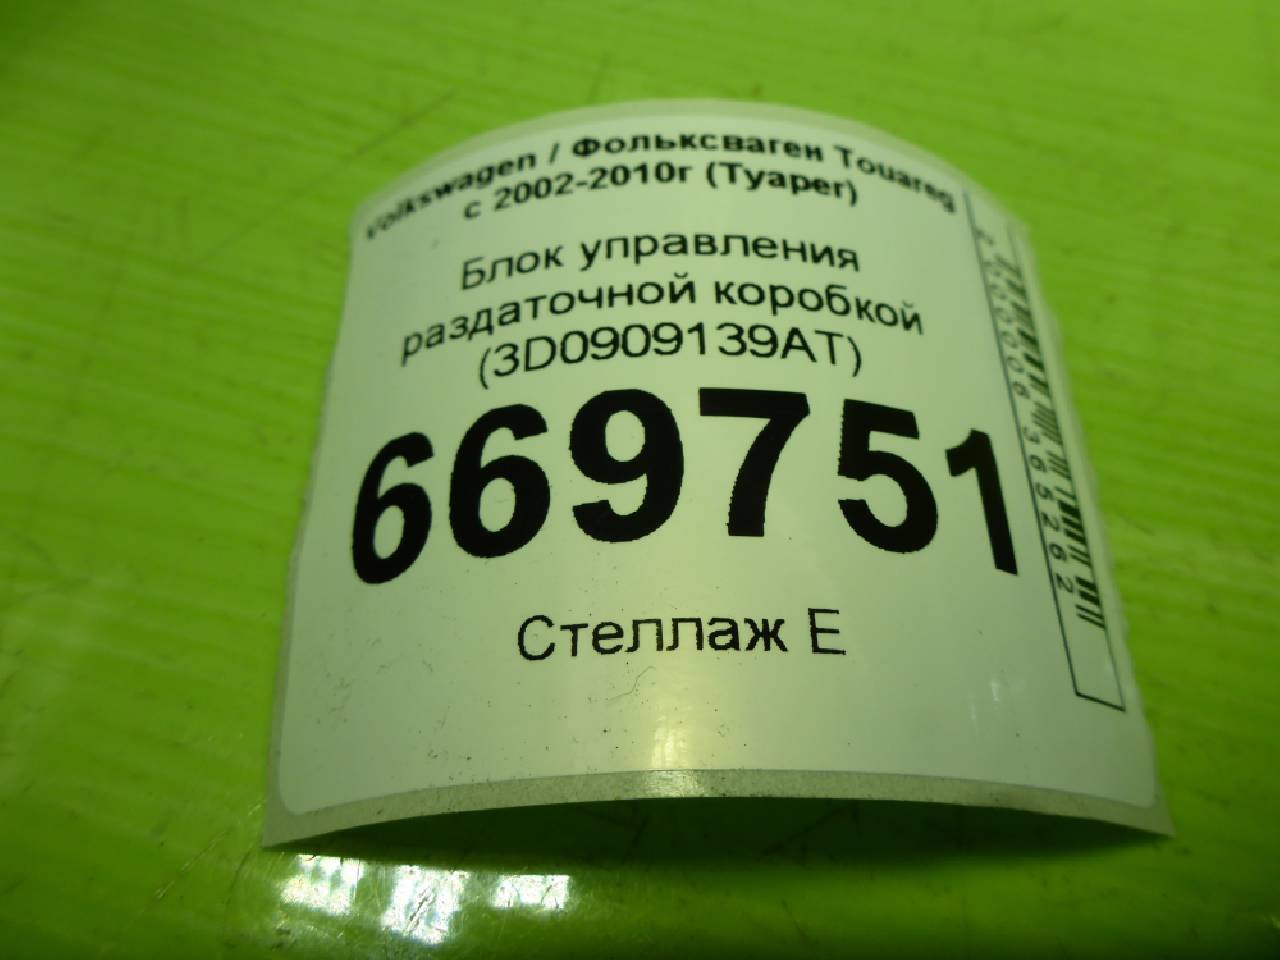 Volkswagen / Фольксваген Touareg
с 2002-2010г (Туарег)
Блок управления
раздаточной коробкой
(3D0909139AT)
669751
Стеллаж Е